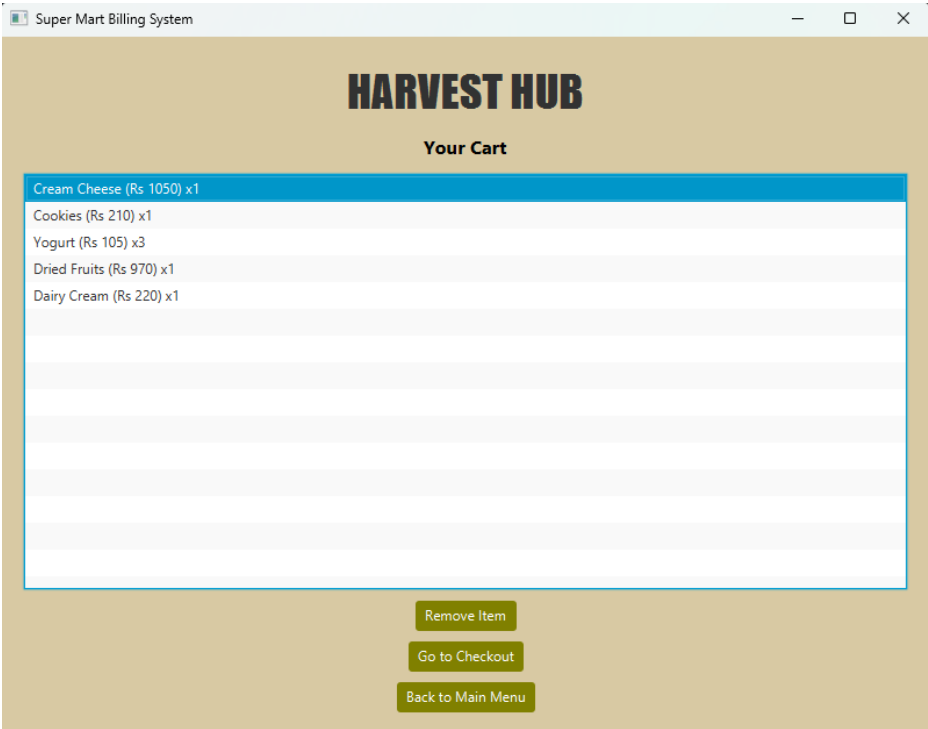 Super Mart Billing System
HARVEST HUB
Your Cart
Cream Cheese (Rs 1050) x1
Cookies (Rs 210) x1
Yogurt (Rs 105) x3
Dried Fruits (Rs 970) x1
Dairy Cream (Rs 220) x1
Remove Item
Go to Checkout
Back to Main Menu